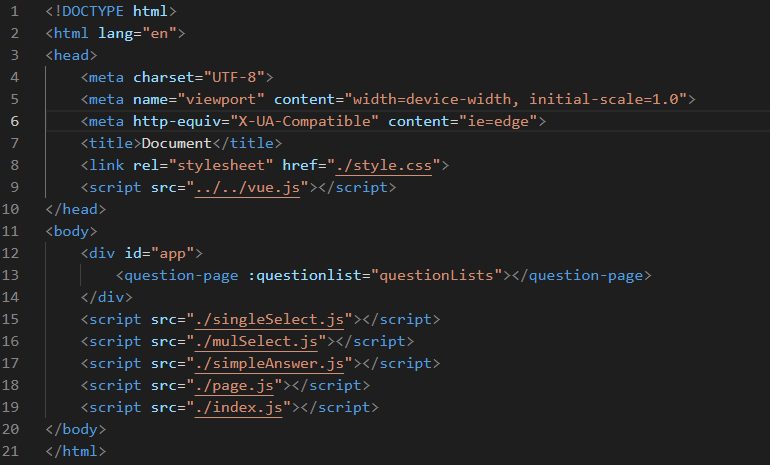 1 <!DOCTYPE html>
2 <html lang="en">
3 <head>
4     <meta charset="UTF-8">
5     <meta name="viewport" content="width=device-width, initial-scale=1.0">
6     <meta http-equiv="X-UA-Compatible" content="ie=edge">
7     <title>Document</title>
8     <link rel="stylesheet" href="./style.css">
9     <script src="../../vue.js"></script>
10 </head>
11 <body>
12     <div id="app">
13         <question-page :questionlist="questionLists"></question-page>
14     </div>
15     <script src="./singleSelect.js"></script>
16     <script src="./mulSelect.js"></script>
17     <script src="./simpleAnswer.js"></script>
18     <script src="./page.js"></script>
19     <script src="./index.js"></script>
20 </body>
21 </html>